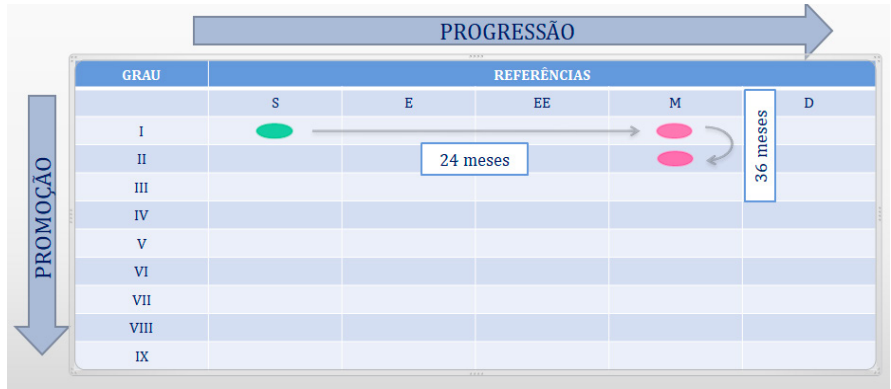 PROGRESSÃO
GRAU REFERÊNCIAS
S E EE M D
I
II 24 meses
36 meses
III
IV
V
VI
VII
VIII
IX
PROMOÇÃO